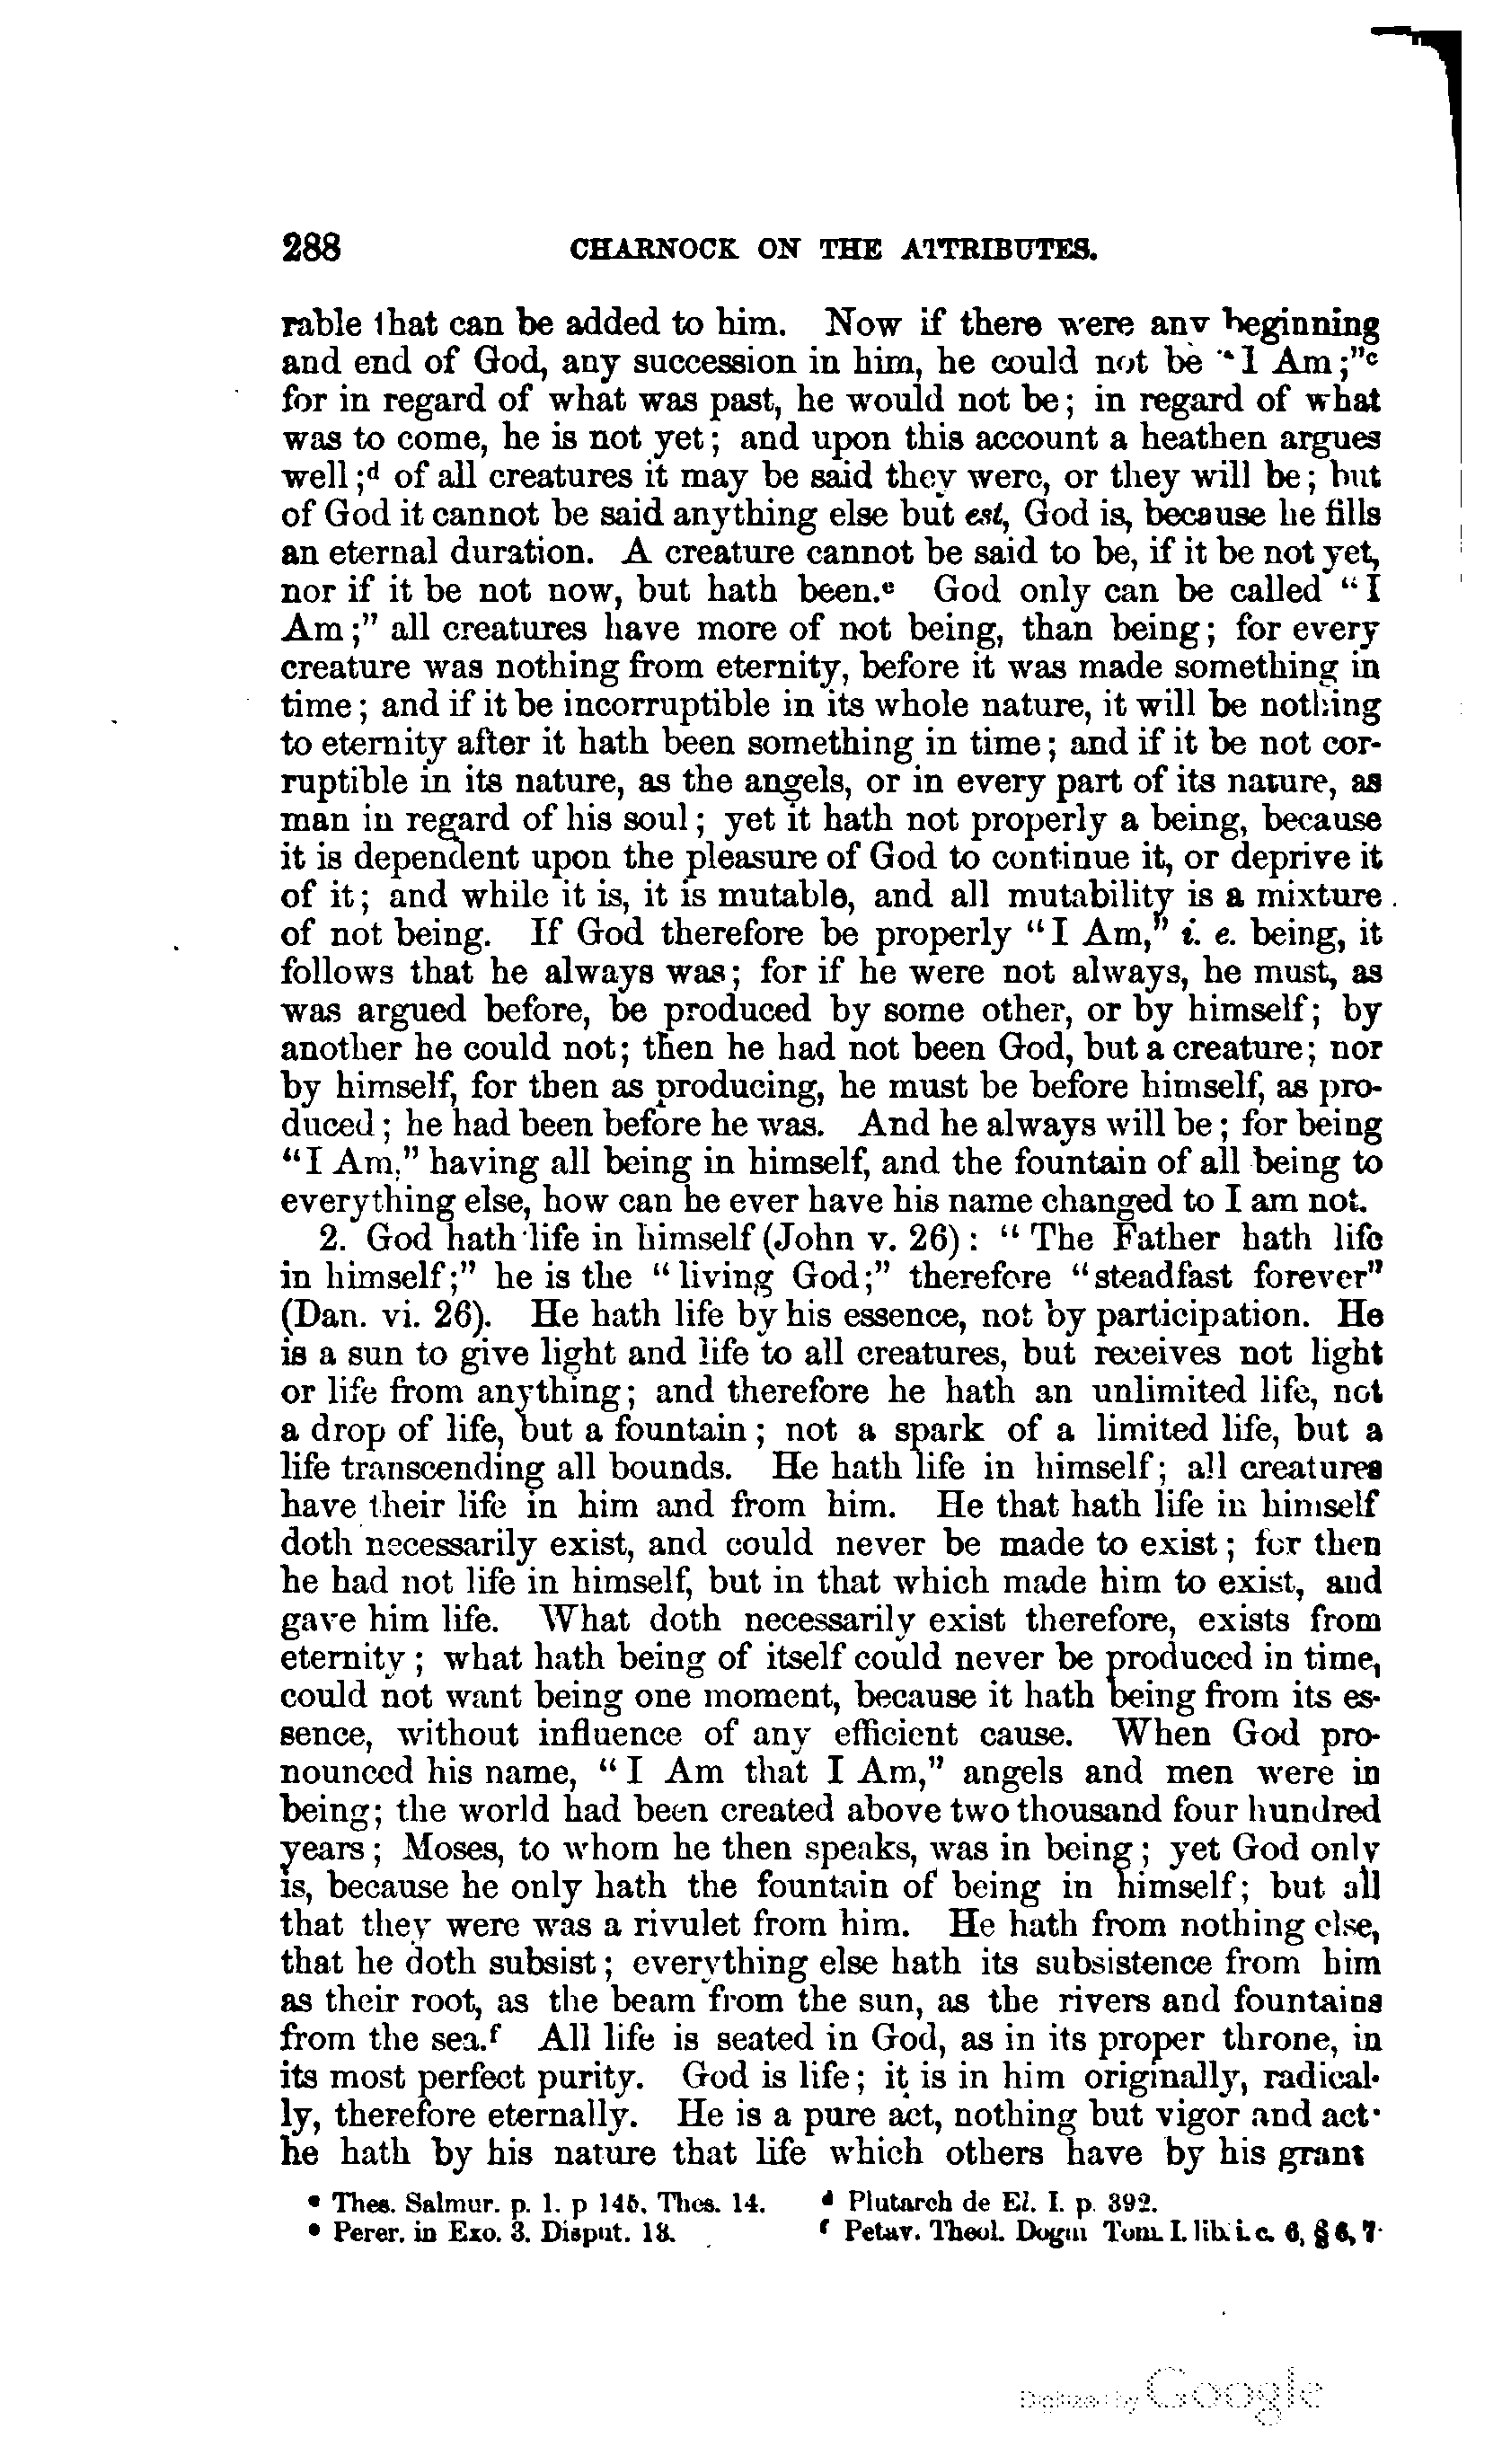 288 CHARNOCK ON THE ATTRIBUTES.
rable that can be added to him. Now if there were any beginning
and end of God, any succession in him, he could not be "I Am;"c
for in regard of what was past, he would not be; in regard of what
was to come, he is not yet; and upon this account a heathen argues
well;d of all creatures it may be said they were, or they will be; but
of God it cannot be said anything else but est, God is, because he fills
an eternal duration. A creature cannot be said to be, if it be not yet,
nor if it be not now, but hath been.e God only can be called "I
Am;" all creatures have more of not being, than being; for every
creature was nothing from eternity, before it was made something in
time; and if it be incorruptible in its whole nature, it will be nothing
to eternity after it hath been something in time; and if it be not cor-
ruptible in its nature, as the angels, or in every part of its nature, as
man in regard of his soul; yet it hath not properly a being, because
it is dependent upon the pleasure of God to continue it, or deprive it
of it; and while it is, it is mutable, and all mutability is a mixture
of not being. If God therefore be properly "I Am," i. e. being, it
follows that he always was; for if he were not always, he must, as
was argued before, be produced by some other, or by himself; by
another he could not; then he had not been God, but a creature; nor
by himself, for then as producing, he must be before himself, as pro-
duced; he had been before he was. And he always will be; for being
"I Am," having all being in himself, and the fountain of all being to
everything else, how can he ever have his name changed to I am not.
2. God hath life in himself (John v. 26): "The Father hath life
in himself;" he is the "living God;" therefore "steadfast forever"
(Dan. vi. 26). He hath life by his essence, not by participation. He
is a sun to give light and life to all creatures, but receives not light
or life from anything; and therefore he hath an unlimited life, not
a drop of life, but a fountain; not a spark of a limited life, but a
life transcending all bounds. He hath life in himself; all creatures
have their life in him and from him. He that hath life in himself
doth necessarily exist, and could never be made to exist; for then
he had not life in himself, but in that which made him to exist, and
gave him life. What doth necessarily exist therefore, exists from
eternity; what hath being of itself could never be produced in time,
could not want being one moment, because it hath being from its es-
sence, without influence of any efficient cause. When God pro-
nounced his name, "I Am that I Am," angels and men were in
being; the world had been created above two thousand four hundred
years; Moses, to whom he then speaks, was in being; yet God only
is, because he only hath the fountain of being in himself; but all
that they were was a rivulet from him. He hath from nothing else,
that he doth subsist; everything else hath its subsistence from him
as their root, as the beam from the sun, as the rivers and fountains
from the sea.f All life is seated in God, as in its proper throne, in
its most perfect purity. God is life; it is in him originally, radical-
ly, therefore eternally. He is a pure act, nothing but vigor and act·
he hath by his nature that life which others have by his grant
c Thes. Salmur. p. 1. p 145. Thes. 14. d Plutarch de El. I. p. 392.
e Perer. in Exo. 3. Disput. 18. f Petav. Theol. Dogm Tom. I. lib. i. c. 6, § 6, 7·
Digitized by Google